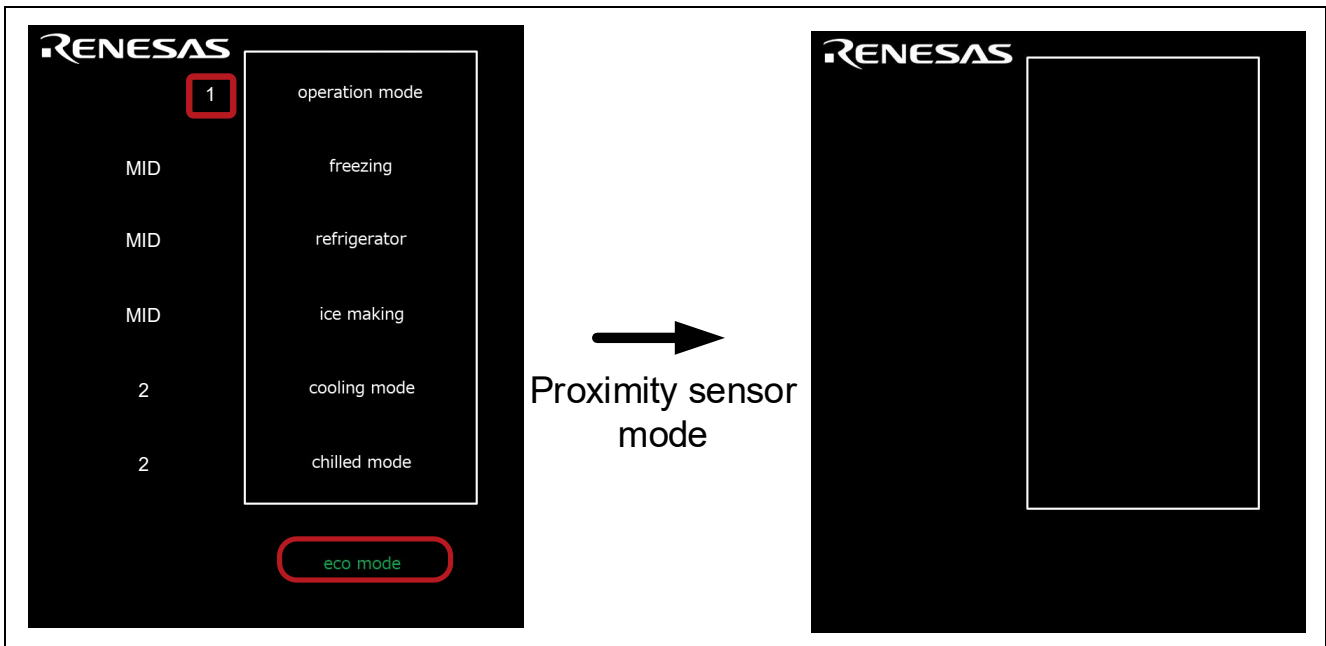 RENESAS
1 operation mode
MID freezing
MID refrigerator
MID ice making
2 cooling mode
2 chilled mode
eco mode
Proximity sensor
mode
RENESAS